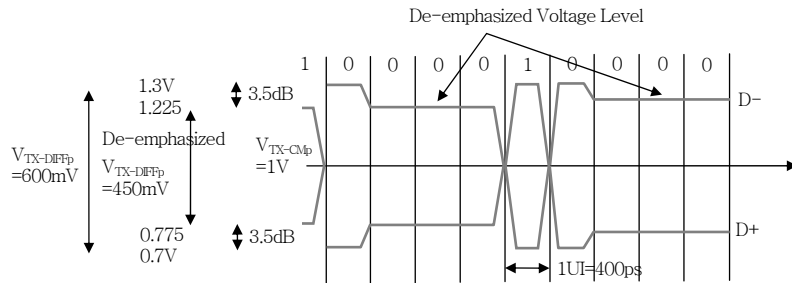 De-emphasized Voltage Level
1 0 0 0 0 1 0 0 0 0
1.3V
1.225
3.5dB
D-
De-emphasized
V_TX-DIFFp
=600mV
V_TX-DIFFp
=450mV
V_TX-CMp
=1V
0.775
0.7V
3.5dB
D+
1UI=400ps